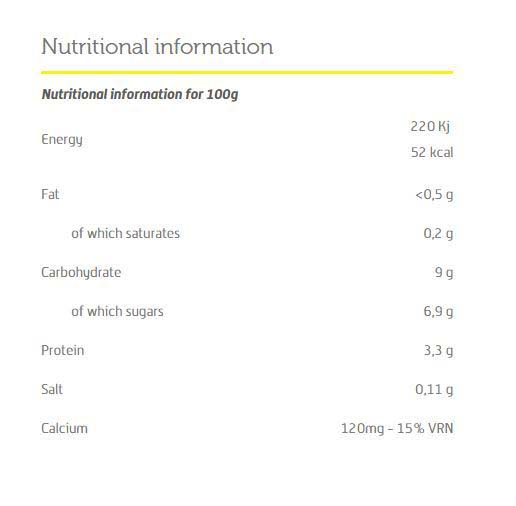 Nutritional information
Nutritional information for 100g
Energy
220 Kj
52 kcal
Fat <0,5 g
of which saturates 0,2 g
Carbohydrate 9 g
of which sugars 6,9 g
Protein 3,3 g
Salt 0,11 g
Calcium 120mg – 15% VRN